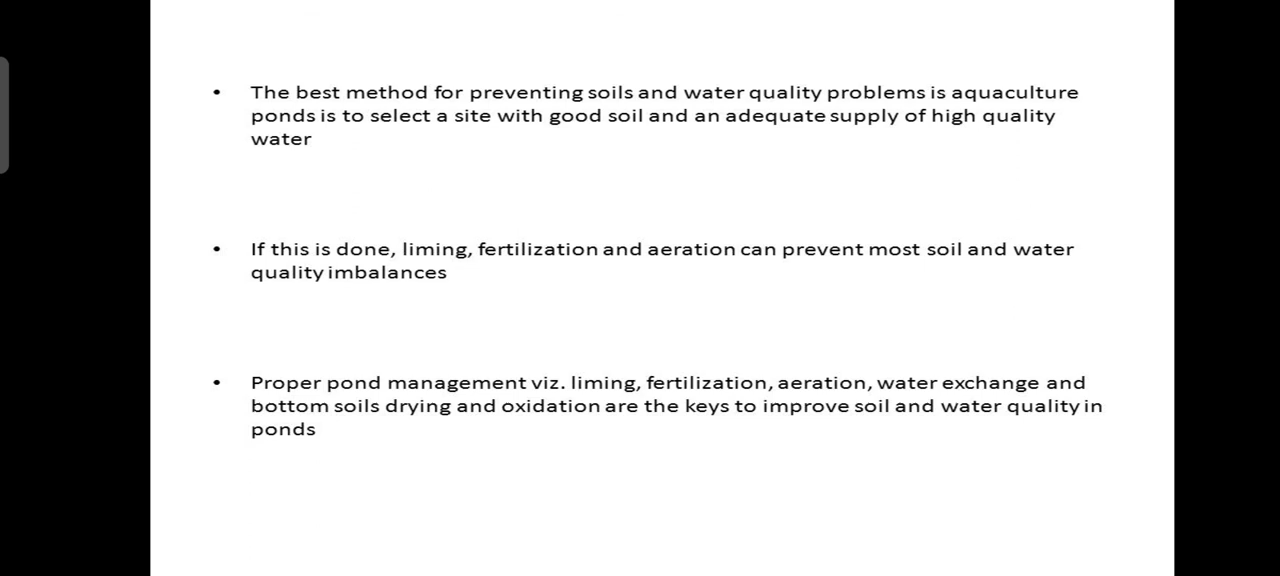 • The best method for preventing soils and water quality problems is aquaculture
ponds is to select a site with good soil and an adequate supply of high quality
water
• If this is done, liming, fertilization and aeration can prevent most soil and water
quality imbalances
• Proper pond management viz. liming, fertilization, aeration, water exchange and
bottom soils drying and oxidation are the keys to improve soil and water quality in
ponds